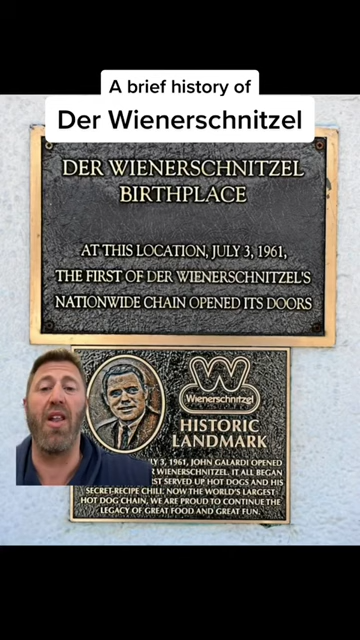 A brief history of
Der Wienerschnitzel
DER WIENERSCHNITZEL
BIRTHPLACE
AT THIS LOCATION, JULY 3, 1961,
THE FIRST OF DER WIENERSCHNITZEL'S
NATIONWIDE CHAIN OPENED ITS DOORS
Wienerschnitzel
HISTORIC
LANDMARK
3, 1961, JOHN GALARDI OPENED
WIENERSCHNITZEL. IT ALL BEGAN
SERVED UP HOT DOGS AND HIS
SECRET-RECIPE CHILI. NOW THE WORLD'S LARGEST
HOT DOG CHAIN, WE ARE PROUD TO CONTINUE THE
LEGACY OF GREAT FOOD AND GREAT FUN.